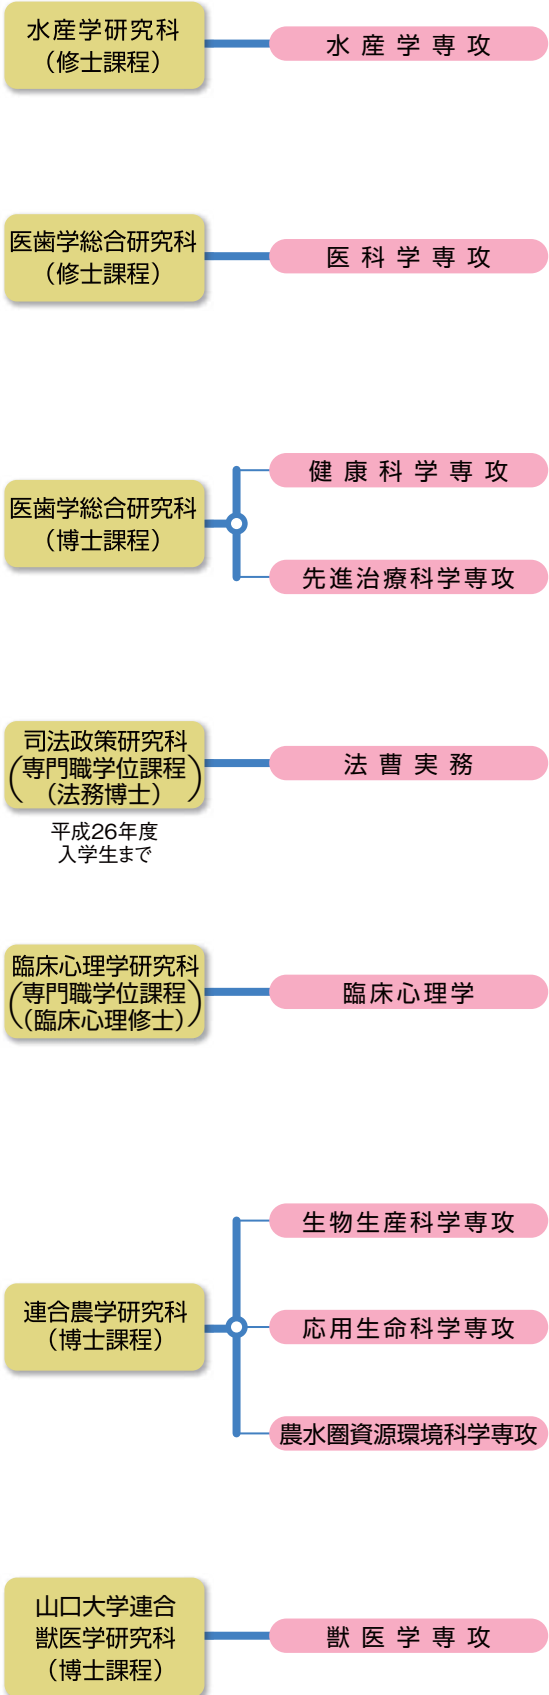 水産学研究科
（修士課程）
水産学専攻
医歯学総合研究科
（修士課程）
医科学専攻
医歯学総合研究科
（博士課程）
健康科学専攻
先進治療科学専攻
司法政策研究科
（専門職学位課程
（法務博士））
平成26年度
入学生まで
法曹実務
臨床心理学研究科
（専門職学位課程
（臨床心理修士））
臨床心理学
連合農学研究科
（博士課程）
生物生産科学専攻
応用生命科学専攻
農水圏資源環境科学専攻
山口大学連合
獣医学研究科
（博士課程）
獣医学専攻